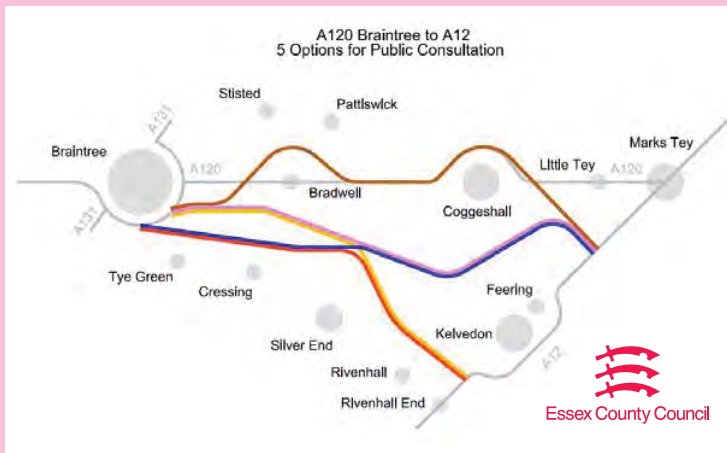 A120 Braintree to A12
5 Options for Public Consultation
Stisted
Pattiswick
A131
Braintree
A120
Bradwell
Coggeshall
Little Tey
A120
Marks Tey
A131
Tye Green
Cressing
Silver End
Feering
Kelvedon
A12
Rivenhall
Rivenhall End
Essex County Council